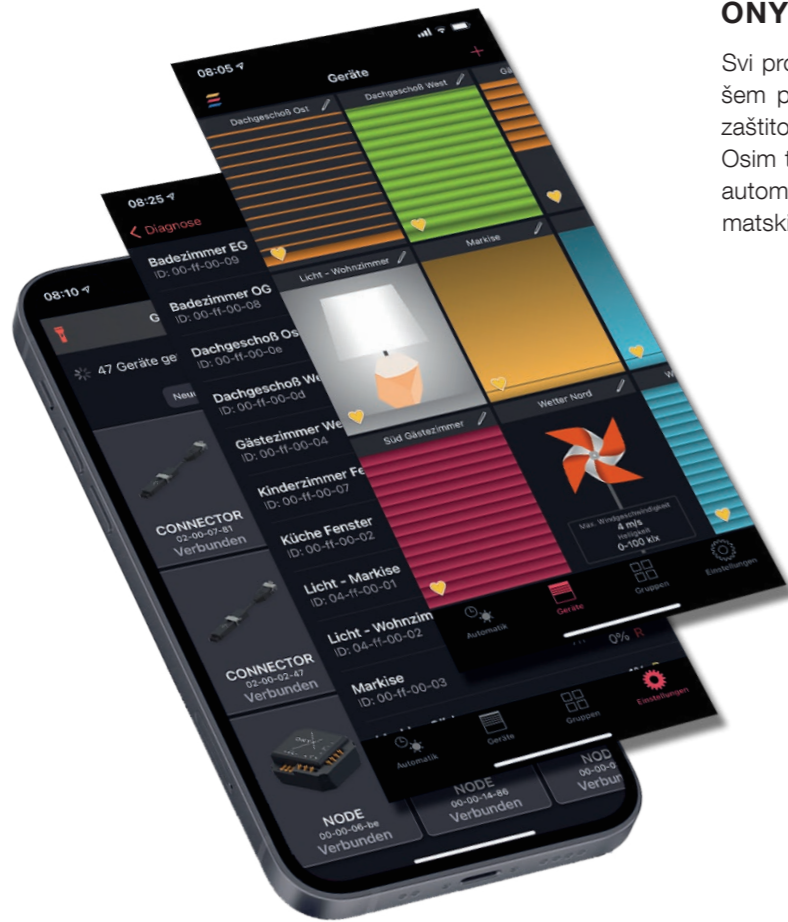 ONY
Svi pro
šem p
zaštito
Osim t
autom
matski
08:05
Geräte
Dachgeschoß Ost
Dachgeschoß West
Licht - Wohnzimmer
Markise
Süd Gästezimmer
Wetter Nord
Max. Windgeschwindigkeit
4 m/s
Helligkeit
0-100 klx
Automatik
Geräte
Gruppen
Einstellungen
08:25
Diagnose
Badezimmer EG
ID: 00-ff-00-09
Badezimmer OG
ID: 00-ff-00-08
Dachgeschoß Os
ID: 00-ff-00-0e
Dachgeschoß We
ID: 00-ff-00-0d
Gästezimmer We
ID: 00-ff-00-04
Kinderzimmer Fe
ID: 00-ff-00-07
Küche Fenster
ID: 00-ff-00-02
Licht - Markise
ID: 04-ff-00-01
Licht - Wohnzim
ID: 04-ff-00-02
0% R
Markise
ID: 00-ff-00-03
Automatik
Geräte
Gruppen
Einstellungen
08:10
G
47 Geräte ge
Neu
CONNECTOR
02-00-07-81
Verbunden
CONNECTOR
02-00-02-47
Verbunden
NODE
00-00-06-be
Verbunden
NODE
00-00-14-86
Verbunden
NOD
Verbun